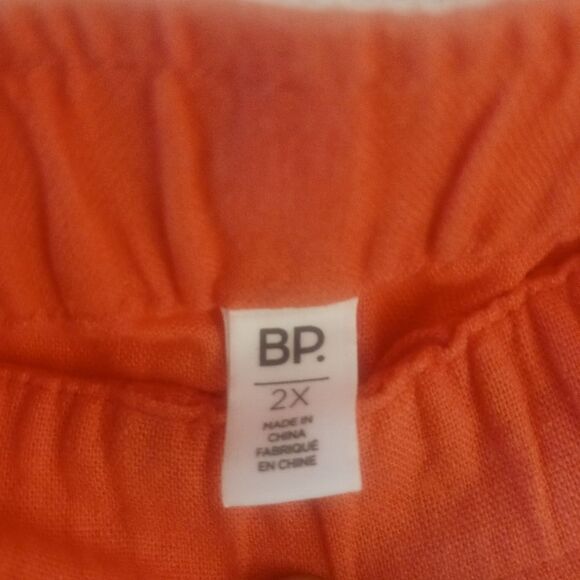 BP.
2X
MADE IN
CHINA
FABRIQUÉ
EN CHINE